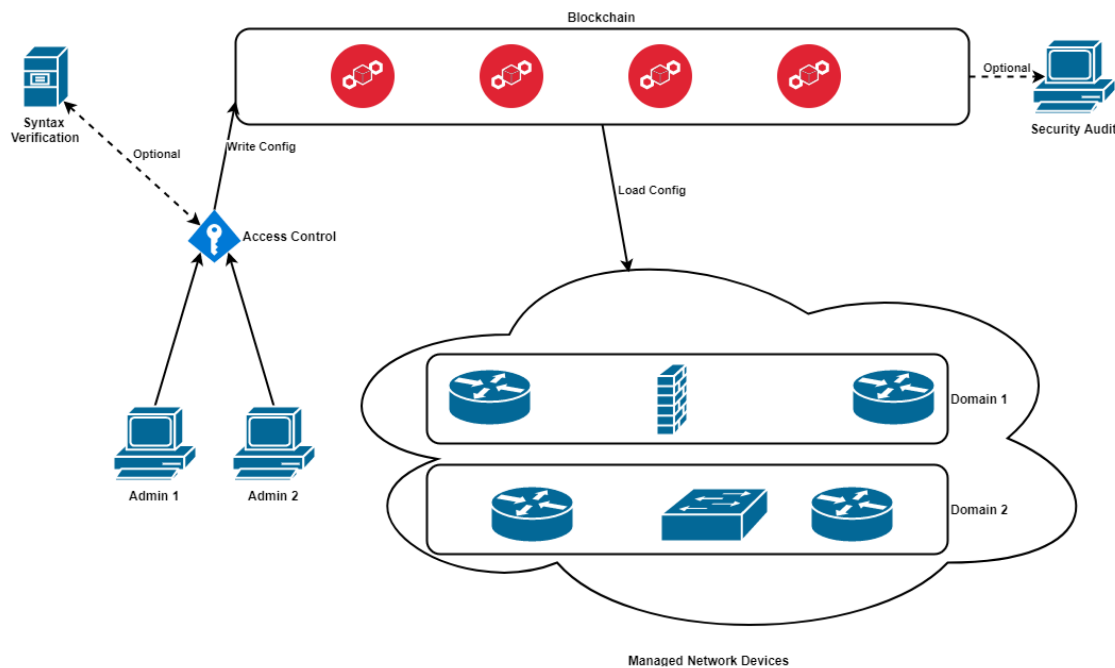 Blockchain
Optional
Syntax
Verification
Security Audit
Optional
Write Config
Load Config
Access Control
Domain 1
Admin 1
Admin 2
Domain 2
Managed Network Devices